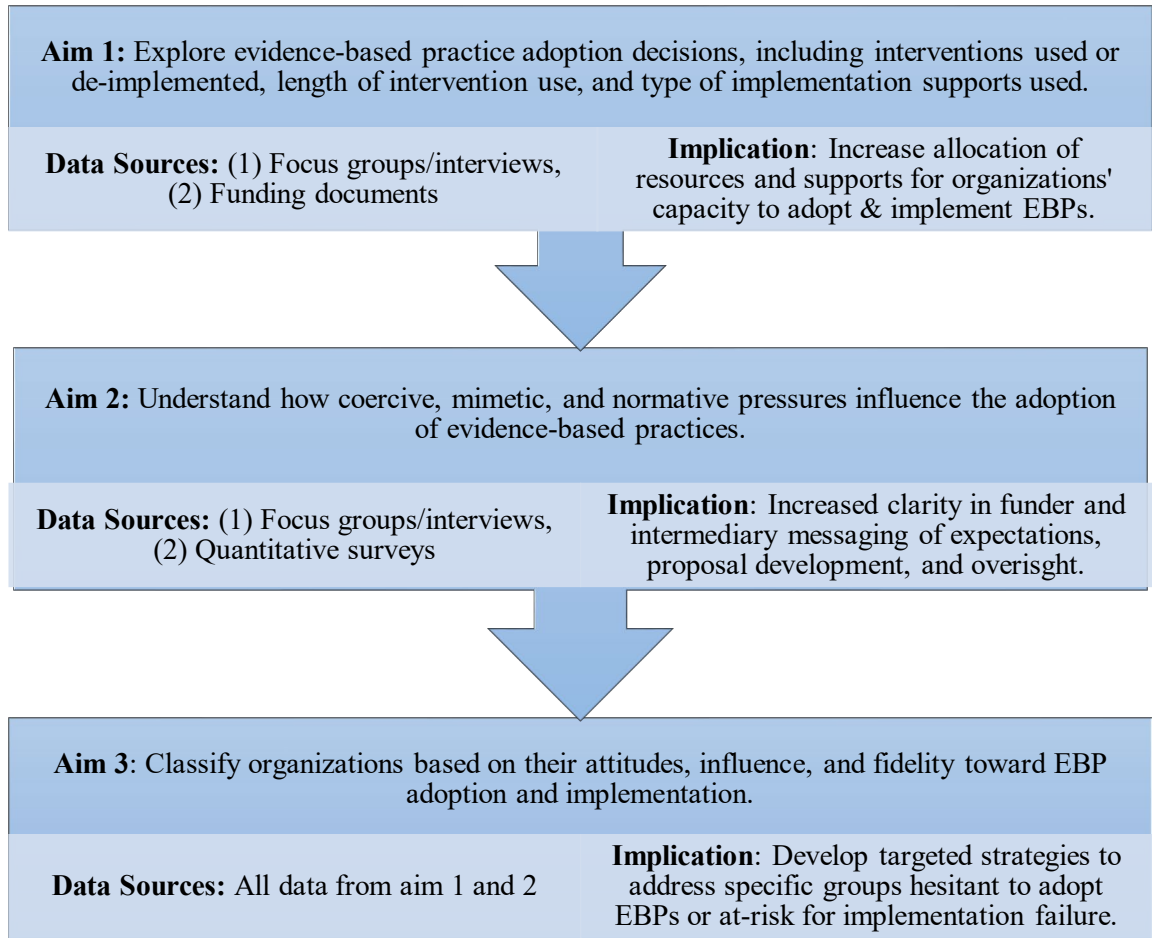 Aim 1: Explore evidence-based practice adoption decisions, including interventions used or
de-implemented, length of intervention use, and type of implementation supports used.
Data Sources: (1) Focus groups/interviews,
(2) Funding documents
Implication: Increase allocation of
resources and supports for organizations'
capacity to adopt & implement EBPs.
Aim 2: Understand how coercive, mimetic, and normative pressures influence the adoption
of evidence-based practices.
Data Sources: (1) Focus groups/interviews,
(2) Quantitative surveys
Implication: Increased clarity in funder and
intermediary messaging of expectations,
proposal development, and overisght.
Aim 3: Classify organizations based on their attitudes, influence, and fidelity toward EBP
adoption and implementation.
Data Sources: All data from aim 1 and 2
Implication: Develop targeted strategies to
address specific groups hesitant to adopt
EBPs or at-risk for implementation failure.